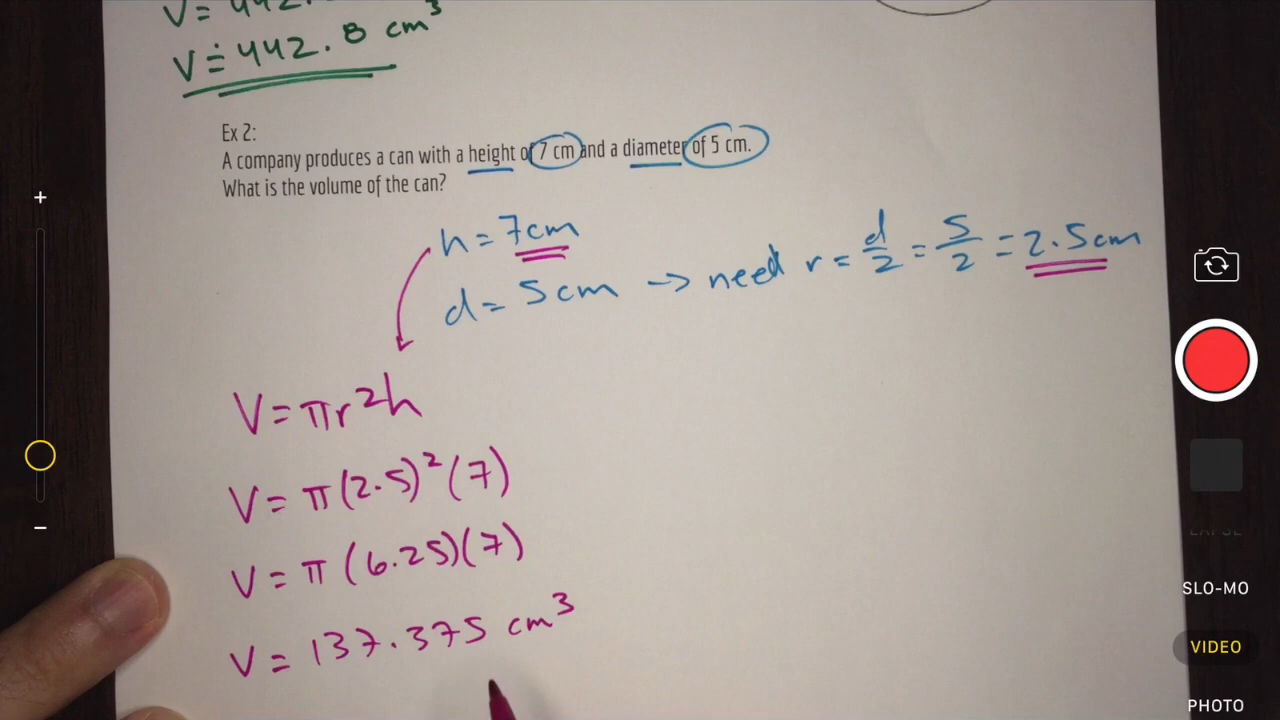 V = 442.
V ≐ 442.8 cm³
Ex 2:
A company produces a can with a height of 7 cm and a diameter of 5 cm.
What is the volume of the can?
h = 7cm
d = 5cm → need r = d/2 = 5/2 = 2.5cm
V = πr²h
V = π(2.5)²(7)
V = π(6.25)(7)
V = 137.375 cm³
+
−
SLO-MO
VIDEO
PHOTO